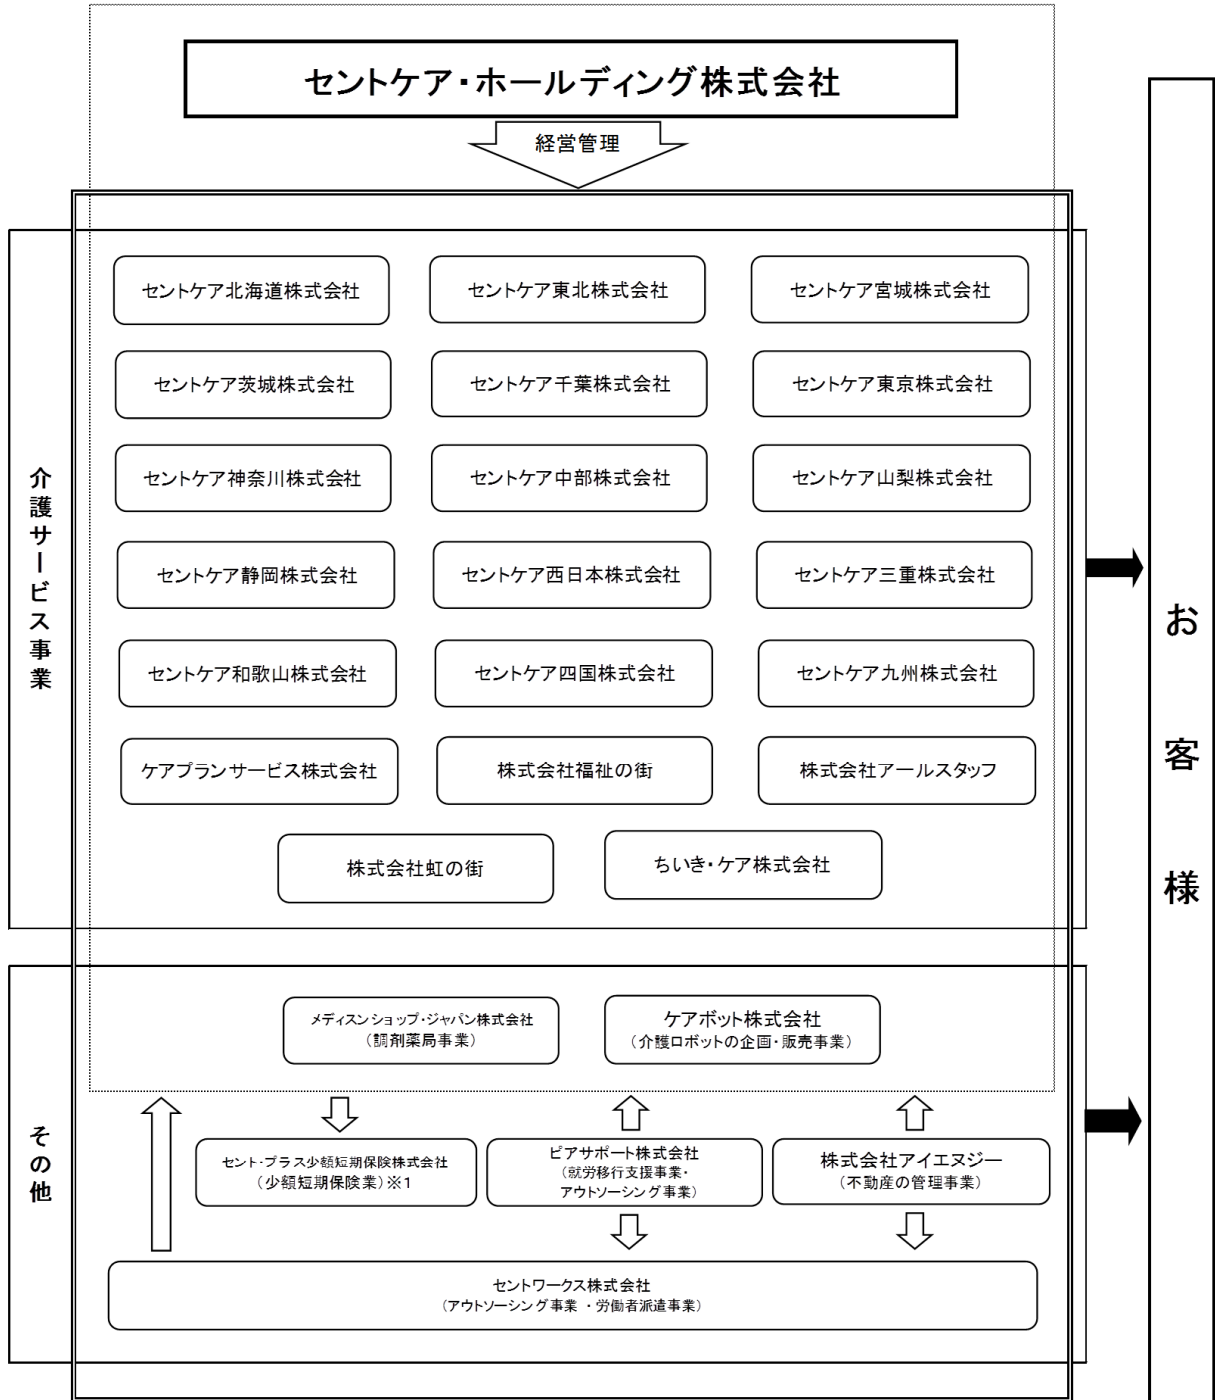 セントケア・ホールディング株式会社
経営管理
介護サービス事業
セントケア北海道株式会社
セントケア東北株式会社
セントケア宮城株式会社
セントケア茨城株式会社
セントケア千葉株式会社
セントケア東京株式会社
セントケア神奈川株式会社
セントケア中部株式会社
セントケア山梨株式会社
セントケア静岡株式会社
セントケア西日本株式会社
セントケア三重株式会社
セントケア和歌山株式会社
セントケア四国株式会社
セントケア九州株式会社
ケアプランサービス株式会社
株式会社福祉の街
株式会社アールスタッフ
株式会社虹の街
ちいき・ケア株式会社
その他
メディスンショップ・ジャパン株式会社
（調剤薬局事業）
ケアボット株式会社
（介護ロボットの企画・販売事業）
セント・プラス少額短期保険株式会社
（少額短期保険業）※1
ピアサポート株式会社
（就労移行支援事業・
アウトソーシング事業）
株式会社アイエヌジー
（不動産の管理事業）
セントワークス株式会社
（アウトソーシング事業 ・労働者派遣事業）
お客様